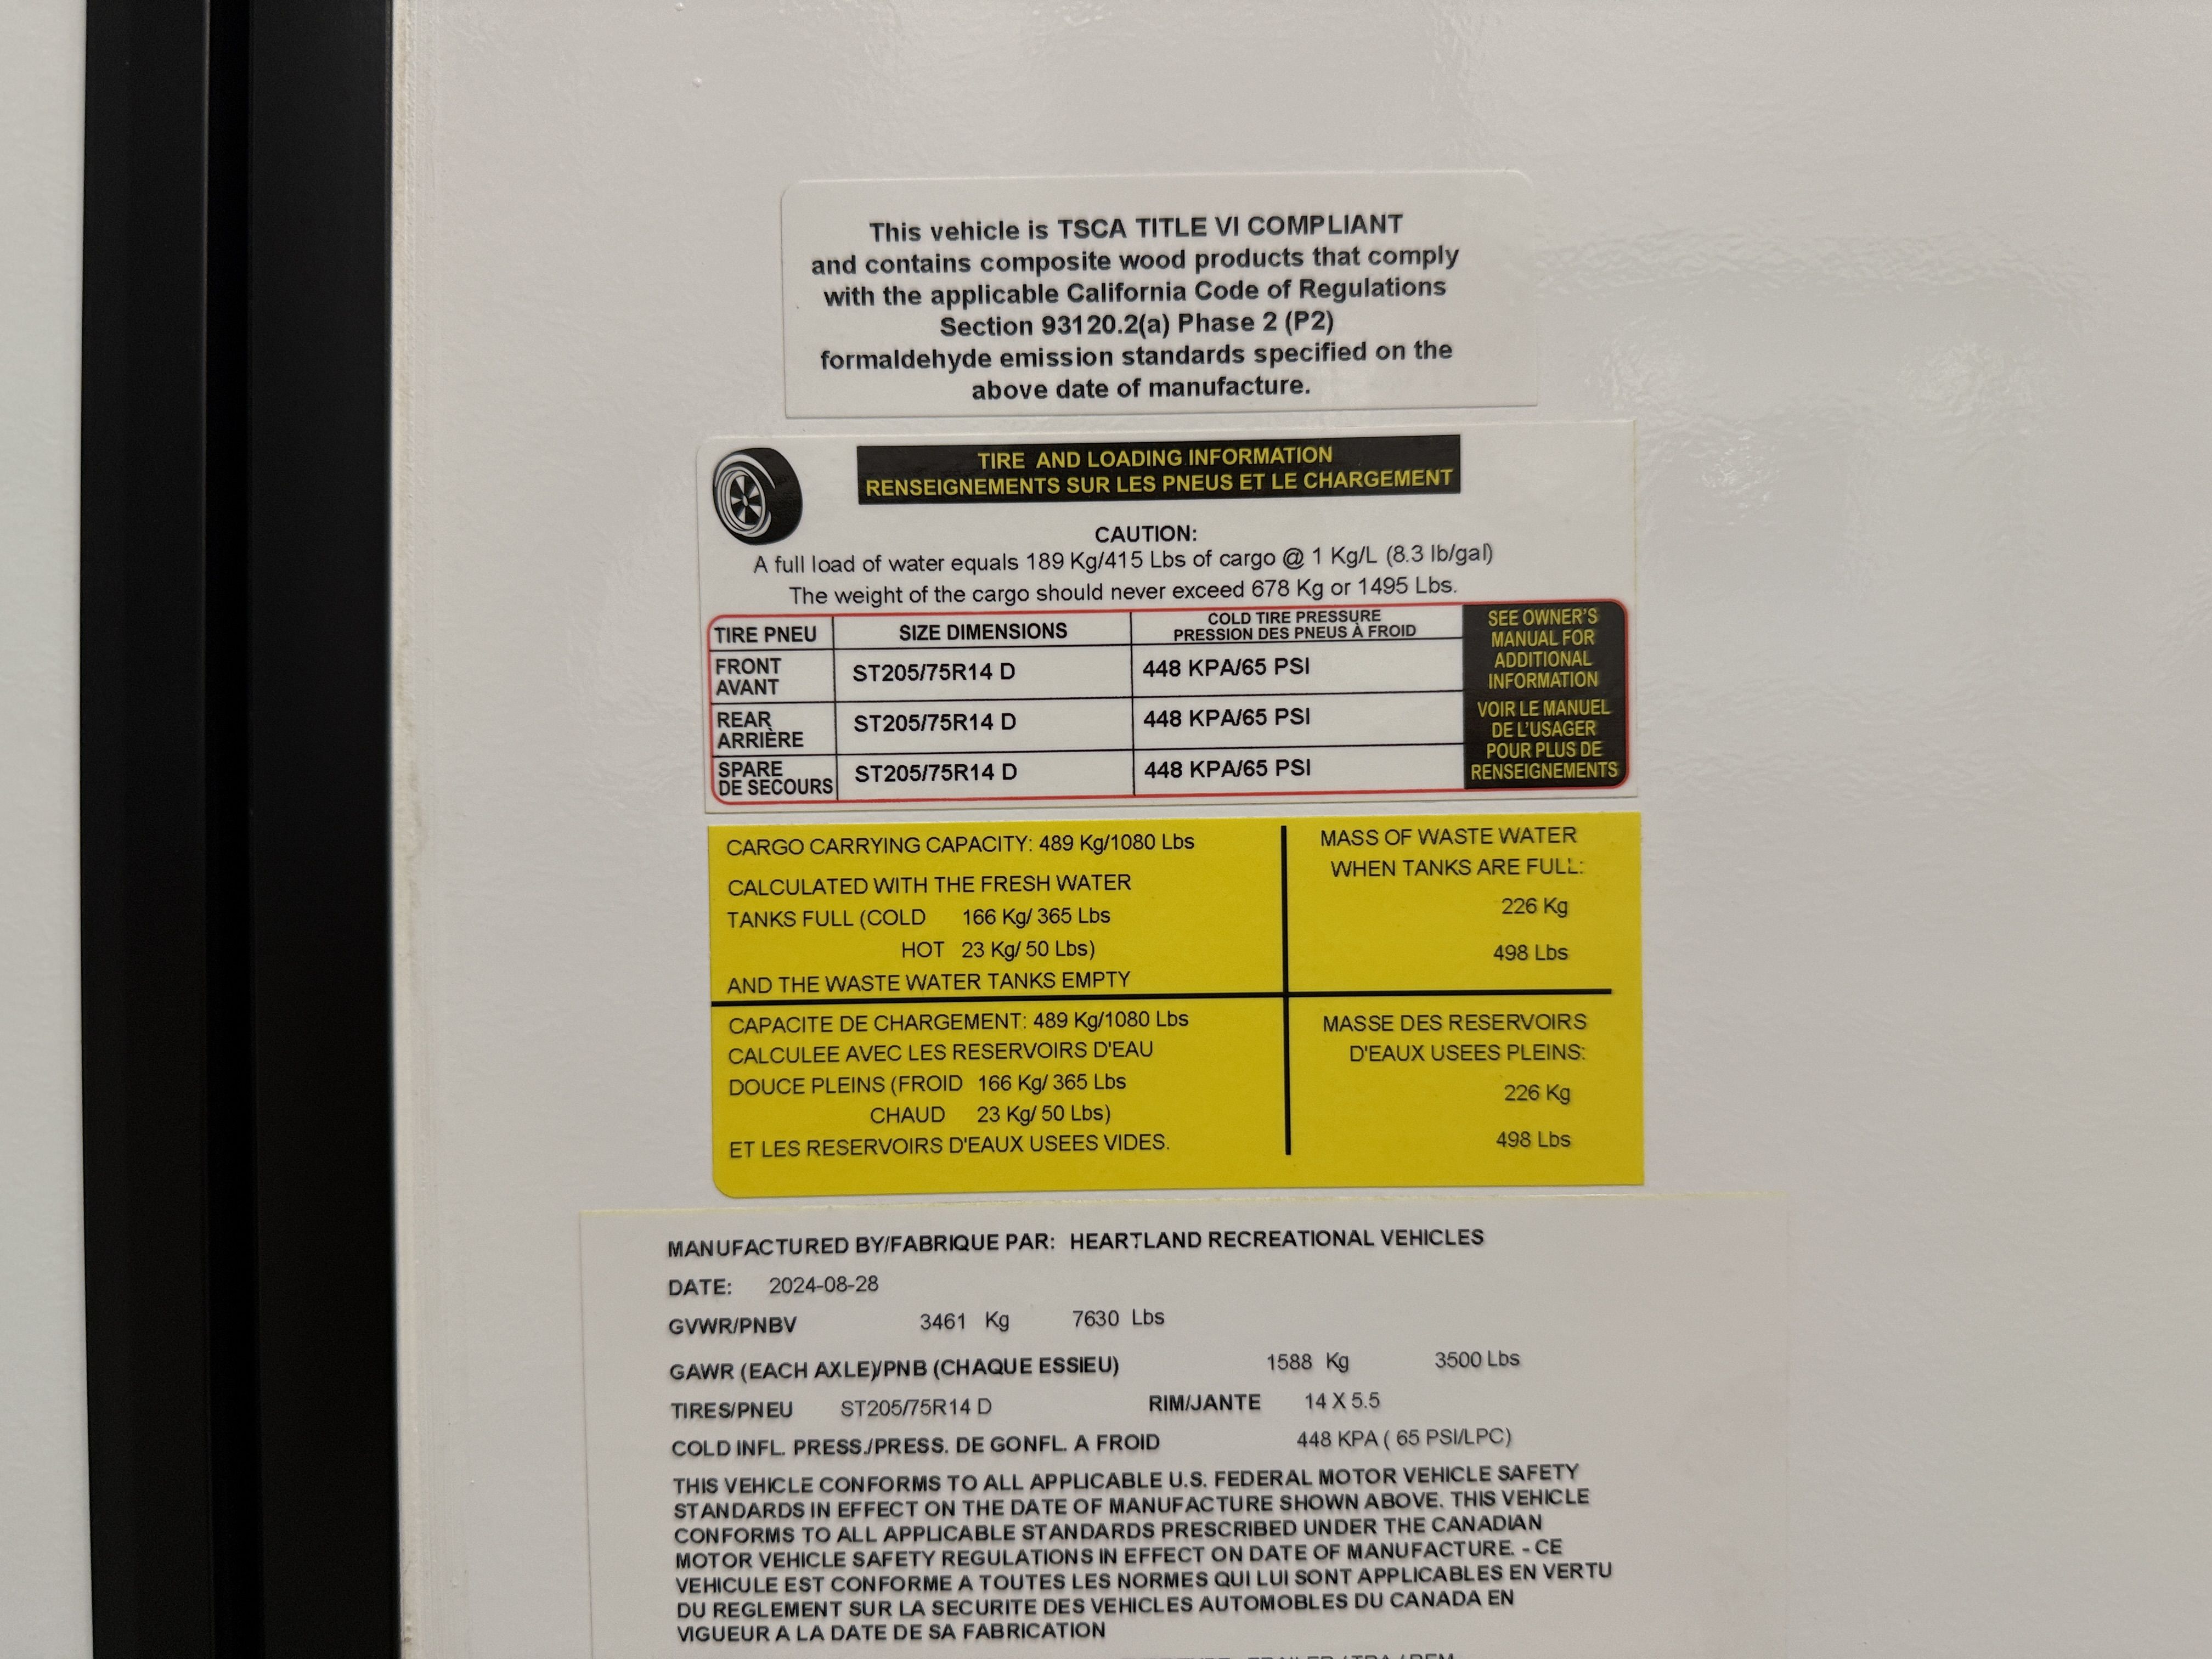 This vehicle is TSCA TITLE VI COMPLIANT
and contains composite wood products that comply
with the applicable California Code of Regulations
Section 93120.2(a) Phase 2 (P2)
formaldehyde emission standards specified on the
above date of manufacture.
TIRE AND LOADING INFORMATION
RENSEIGNEMENTS SUR LES PNEUS ET LE CHARGEMENT
CAUTION:
A full load of water equals 189 Kg/415 Lbs of cargo @ 1 Kg/L (8.3 lb/gal)
The weight of the cargo should never exceed 678 Kg or 1495 Lbs.
TIRE PNEU SIZE DIMENSIONS COLD TIRE PRESSURE
PRESSION DES PNEUS À FROID
FRONT
AVANT
ST205/75R14 D 448 KPA/65 PSI
REAR
ARRIÈRE
ST205/75R14 D 448 KPA/65 PSI
SPARE
DE SECOURS
ST205/75R14 D 448 KPA/65 PSI
SEE OWNER'S
MANUAL FOR
ADDITIONAL
INFORMATION
VOIR LE MANUEL
DE L'USAGER
POUR PLUS DE
RENSEIGNEMENTS
CARGO CARRYING CAPACITY: 489 Kg/1080 Lbs
CALCULATED WITH THE FRESH WATER
TANKS FULL (COLD 166 Kg/ 365 Lbs
HOT 23 Kg/ 50 Lbs)
AND THE WASTE WATER TANKS EMPTY
MASS OF WASTE WATER
WHEN TANKS ARE FULL:
226 Kg
498 Lbs
CAPACITE DE CHARGEMENT: 489 Kg/1080 Lbs
CALCULEE AVEC LES RESERVOIRS D'EAU
DOUCE PLEINS (FROID 166 Kg/ 365 Lbs
CHAUD 23 Kg/ 50 Lbs)
ET LES RESERVOIRS D'EAUX USEES VIDES.
MASSE DES RESERVOIRS
D'EAUX USEES PLEINS:
226 Kg
498 Lbs
MANUFACTURED BY/FABRIQUE PAR: HEARTLAND RECREATIONAL VEHICLES
DATE: 2024-08-28
GVWR/PNBV 3461 Kg 7630 Lbs
GAWR (EACH AXLE)/PNB (CHAQUE ESSIEU) 1588 Kg 3500 Lbs
TIRES/PNEU ST205/75R14 D RIM/JANTE 14 X 5.5
COLD INFL. PRESS./PRESS. DE GONFL. A FROID 448 KPA ( 65 PSI/LPC)
THIS VEHICLE CONFORMS TO ALL APPLICABLE U.S. FEDERAL MOTOR VEHICLE SAFETY
STANDARDS IN EFFECT ON THE DATE OF MANUFACTURE SHOWN ABOVE. THIS VEHICLE
CONFORMS TO ALL APPLICABLE STANDARDS PRESCRIBED UNDER THE CANADIAN
MOTOR VEHICLE SAFETY REGULATIONS IN EFFECT ON DATE OF MANUFACTURE. - CE
VEHICULE EST CONFORME A TOUTES LES NORMES QUI LUI SONT APPLICABLES EN VERTU
DU REGLEMENT SUR LA SECURITE DES VEHICLES AUTOMOBLES DU CANADA EN
VIGUEUR A LA DATE DE SA FABRICATION